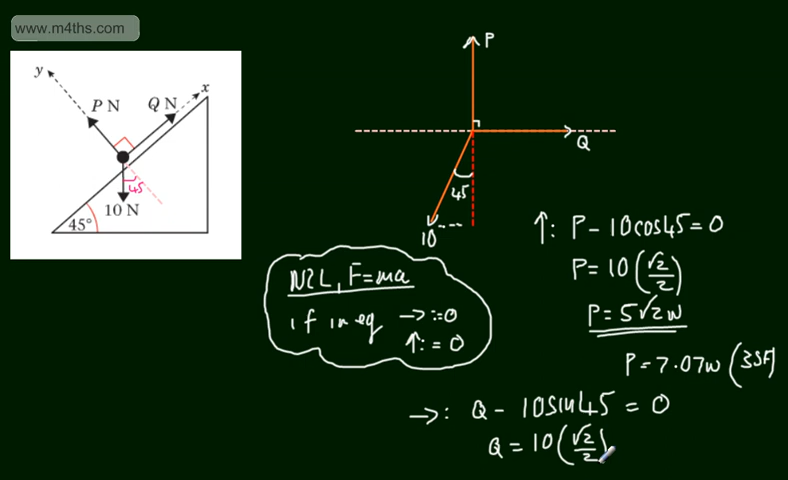 www.m4ths.com
y
x
P N
Q N
45
10 N
45°
P
Q
45
10
N2L, F=ma
if in eq → := 0
↑: = 0
↑: P - 10cos45 = 0
P = 10(√2/2)
P = 5√2N
P = 7.07N (3SF)
→: Q - 10sin45 = 0
Q = 10(√2/2)